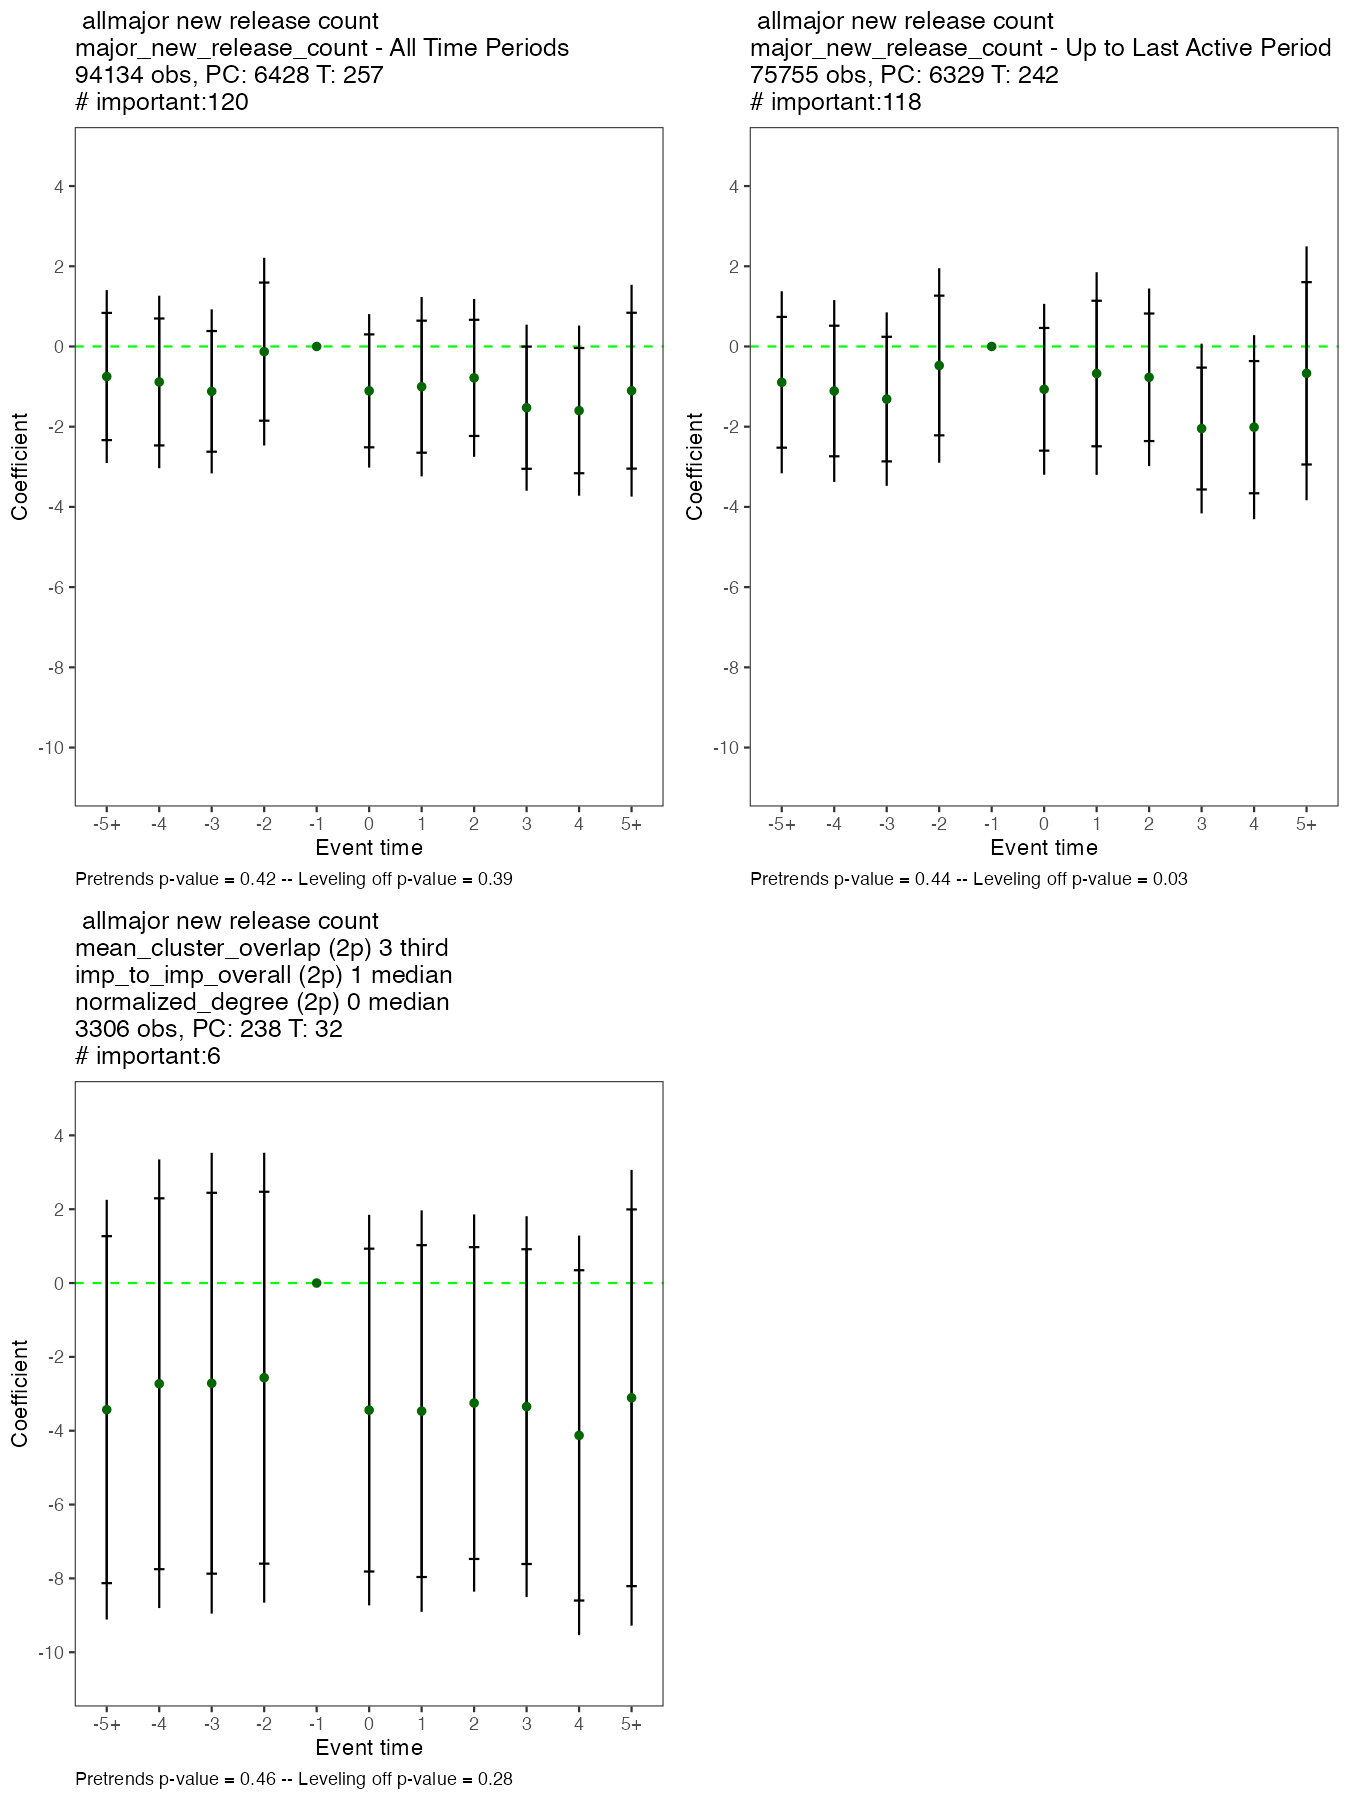 allmajor new release count
major_new_release_count - All Time Periods
94134 obs, PC: 6428 T: 257
# important:120
4
2
0
-2
-4
-6
-8
-10
Coefficient
-5+ -4 -3 -2 -1 0 1 2 3 4 5+
Event time
Pretrends p-value = 0.42 -- Leveling off p-value = 0.39
allmajor new release count
major_new_release_count - Up to Last Active Period
75755 obs, PC: 6329 T: 242
# important:118
4
2
0
-2
-4
-6
-8
-10
Coefficient
-5+ -4 -3 -2 -1 0 1 2 3 4 5+
Event time
Pretrends p-value = 0.44 -- Leveling off p-value = 0.03
allmajor new release count
mean_cluster_overlap (2p) 3 third
imp_to_imp_overall (2p) 1 median
normalized_degree (2p) 0 median
3306 obs, PC: 238 T: 32
# important:6
4
2
0
-2
-4
-6
-8
-10
Coefficient
-5+ -4 -3 -2 -1 0 1 2 3 4 5+
Event time
Pretrends p-value = 0.46 -- Leveling off p-value = 0.28